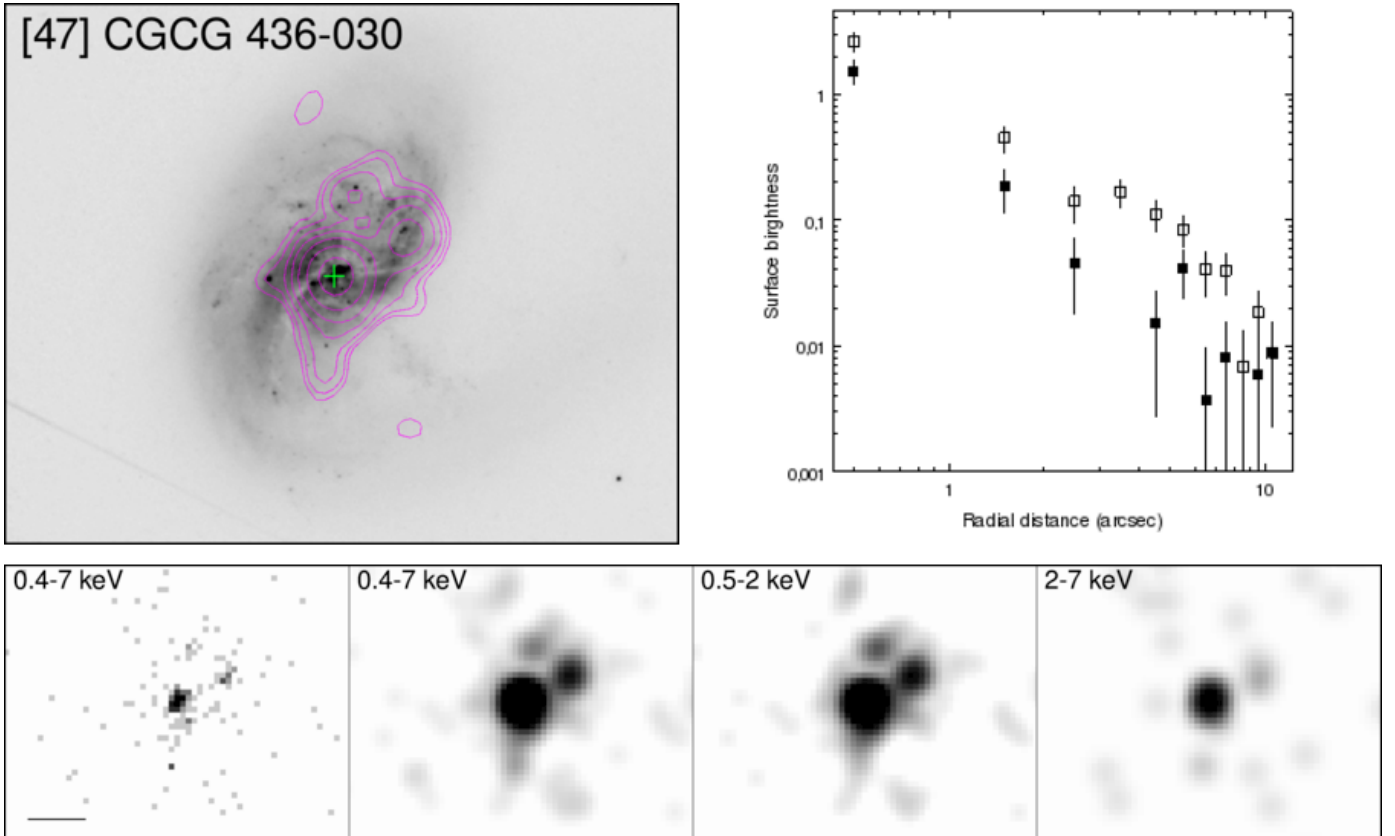 [47] CGCG 436-030
Surface birghtness
1
0,1
0,01
0,001
1
10
Radial distance (arcsec)
0.4-7 keV
0.4-7 keV
0.5-2 keV
2-7 keV